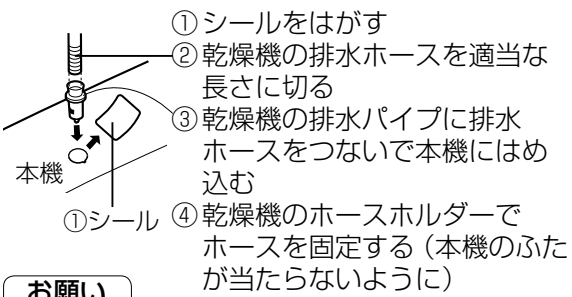 ①シールをはがす
②乾燥機の排水ホースを適当な
長さに切る
③乾燥機の排水パイプに排水
ホースをつないで本機にはめ
込む
④乾燥機のホースホルダーで
ホースを固定する（本機のふた
が当たらないように）
本機
①シール
お願い